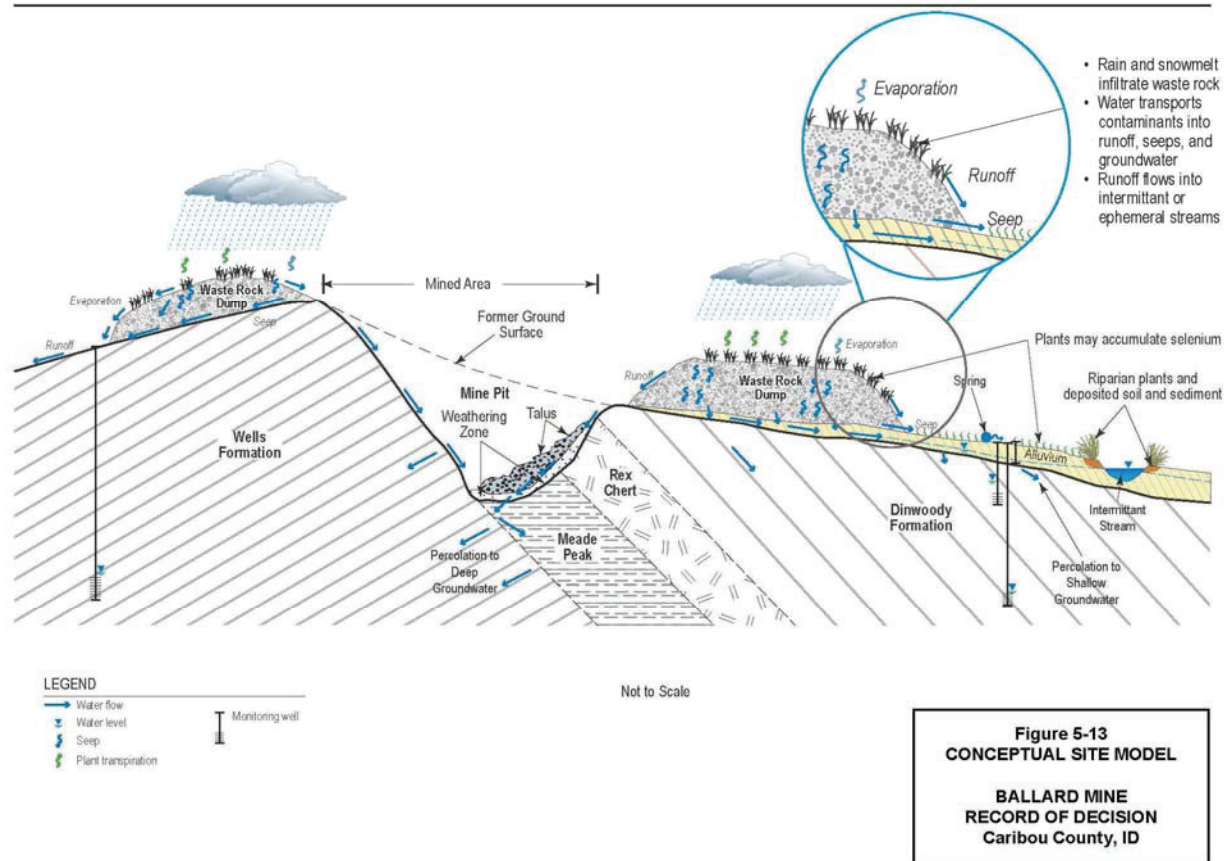 Evaporation
• Rain and snowmelt
infiltrate waste rock
• Water transports
contaminants into
runoff, seeps, and
groundwater
• Runoff flows into
intermittant or
ephemeral streams
Runoff
Seep
Mined Area
Waste Rock
Dump
Evaporation
Seep
Runoff
Former Ground
Surface
Mine Pit
Weathering
Zone
Talus
Wells
Formation
Rex
Chert
Meade
Peak
Percolation to
Deep
Groundwater
Evaporation
Runoff
Waste Rock
Dump
Seep
Plants may accumulate selenium
Spring
Riparian plants and
deposited soil and sediment
Alluvium
Dinwoody
Formation
Intermittant
Stream
Percolation to
Shallow
Groundwater
LEGEND
Water flow
Water level
Seep
Plant transpiration
Monitoring well
Not to Scale
Figure 5-13
CONCEPTUAL SITE MODEL
BALLARD MINE
RECORD OF DECISION
Caribou County, ID